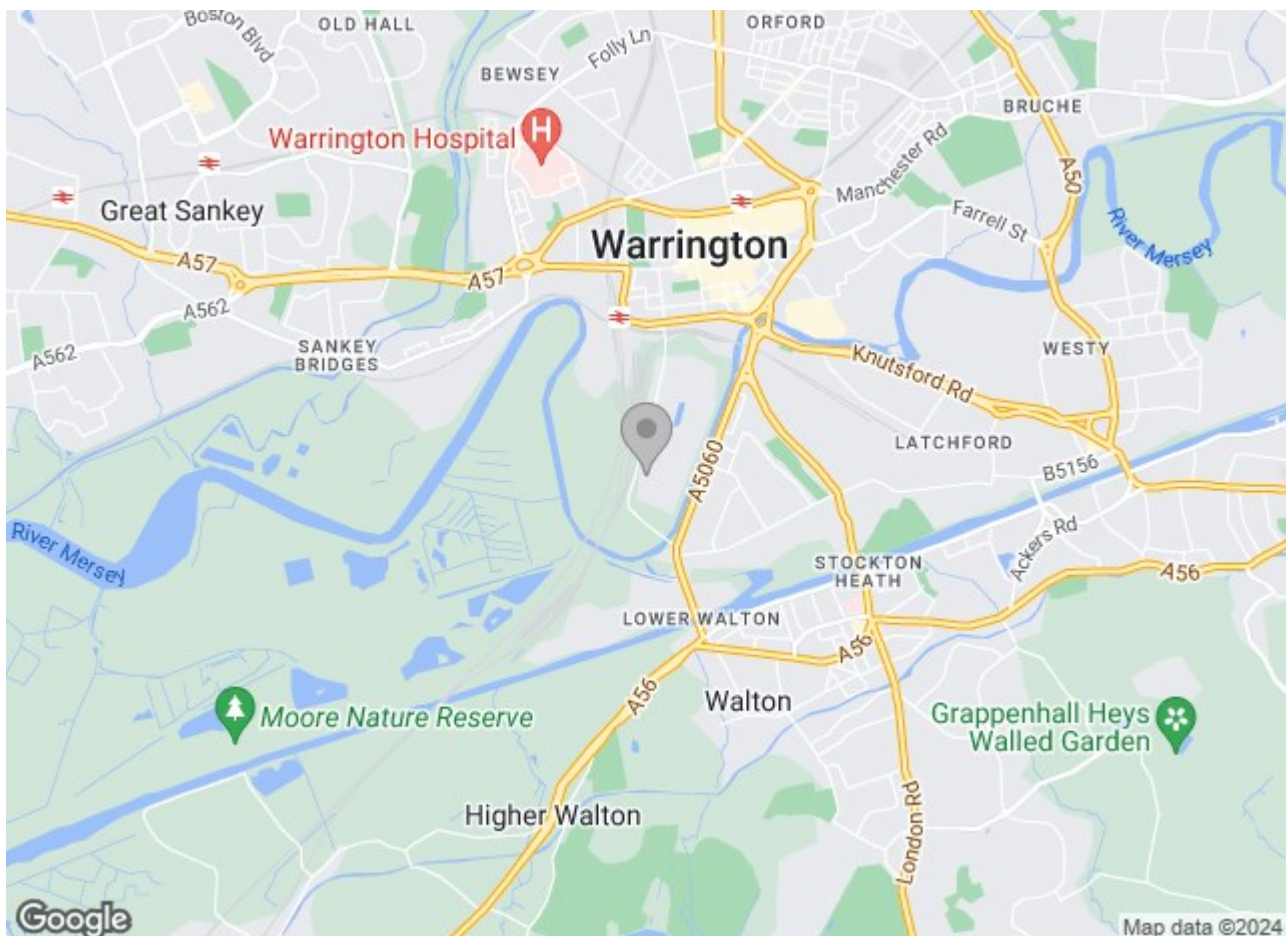 Boston Blvd
OLD HALL
ORFORD
Folly Ln
BEWSEY
BRUCHE
Warrington Hospital
H
Manchester Rd
A50
Great Sankey
Farrell St
River Mersey
Warrington
A57
A57
A562
A562
SANKEY
BRIDGES
WESTY
Knutsford Rd
LATCHFORD
A5060
B5156
River Mersey
Ackers Rd
STOCKTON
HEATH
A56
LOWER WALTON
A56
A56
Walton
Moore Nature Reserve
Grappenhall Heys
Walled Garden
Higher Walton
London Rd
Google
Map data ©2024